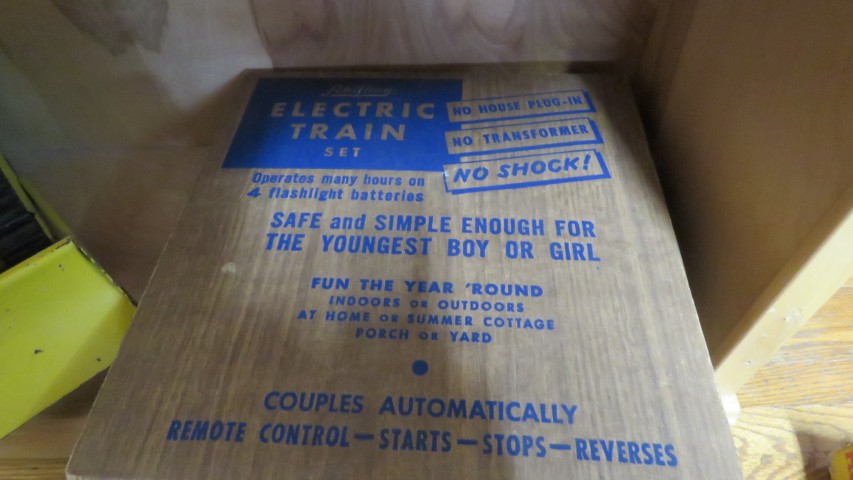 ELECTRIC
TRAIN
SET
NO HOUSE PLUG-IN
NO TRANSFORMER
NO SHOCK!
Operates many hours on
4 flashlight batteries
SAFE and SIMPLE ENOUGH FOR
THE YOUNGEST BOY OR GIRL
FUN THE YEAR 'ROUND
INDOORS OR OUTDOORS
AT HOME OR SUMMER COTTAGE
PORCH OR YARD
COUPLES AUTOMATICALLY
REMOTE CONTROL—STARTS—STOPS—REVERSES